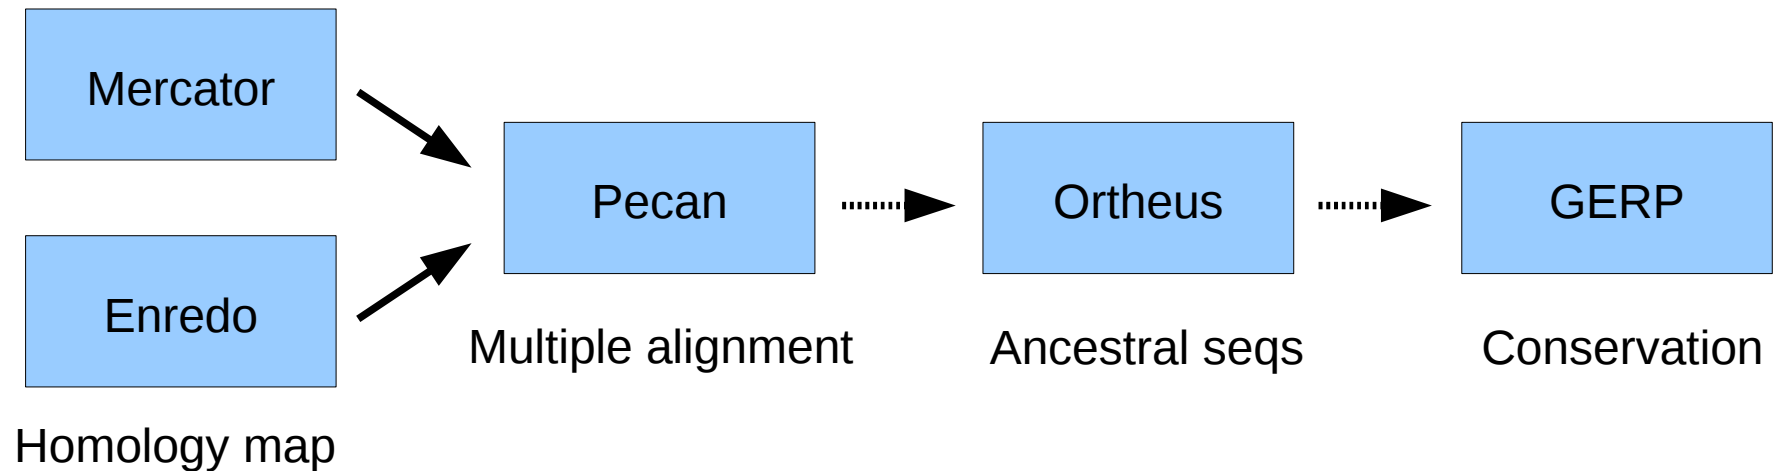 Mercator
Enredo
Homology map
Pecan
Multiple alignment
Ortheus
Ancestral seqs
GERP
Conservation